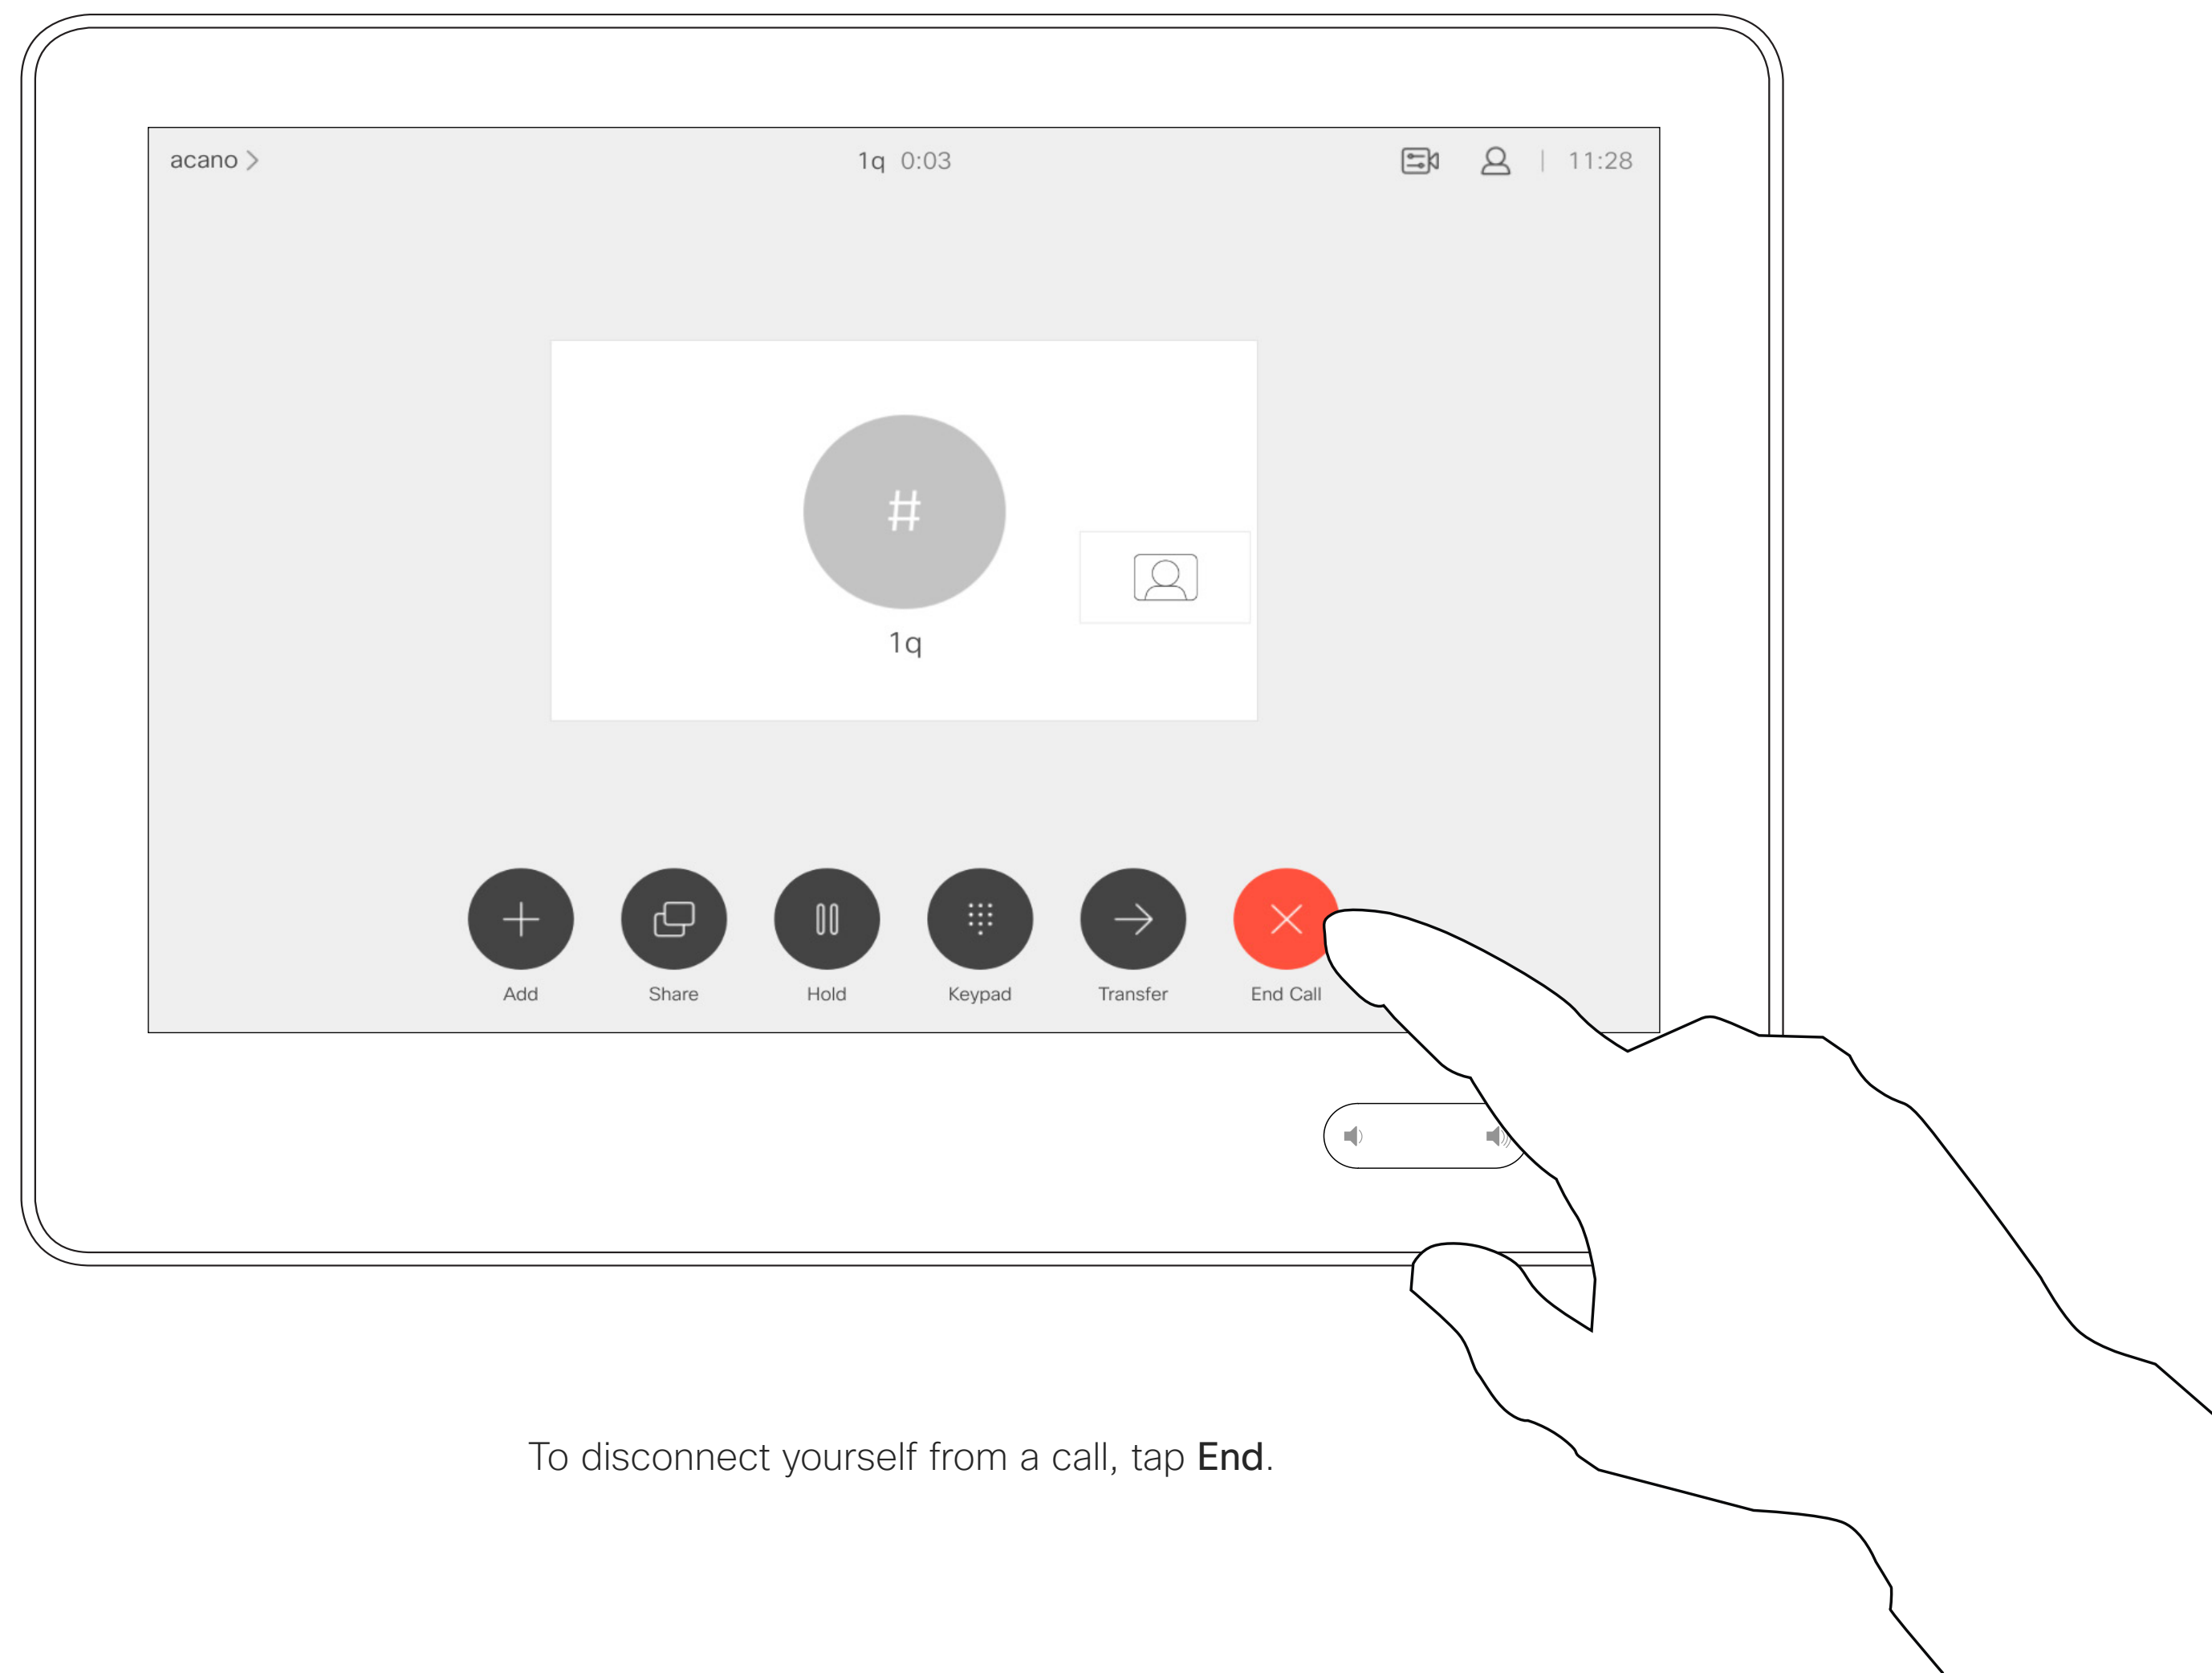 acano
1q 0:03
11:28
#
1q
Add
Share
Hold
Keypad
Transfer
End Call
To disconnect yourself from a call, tap End.